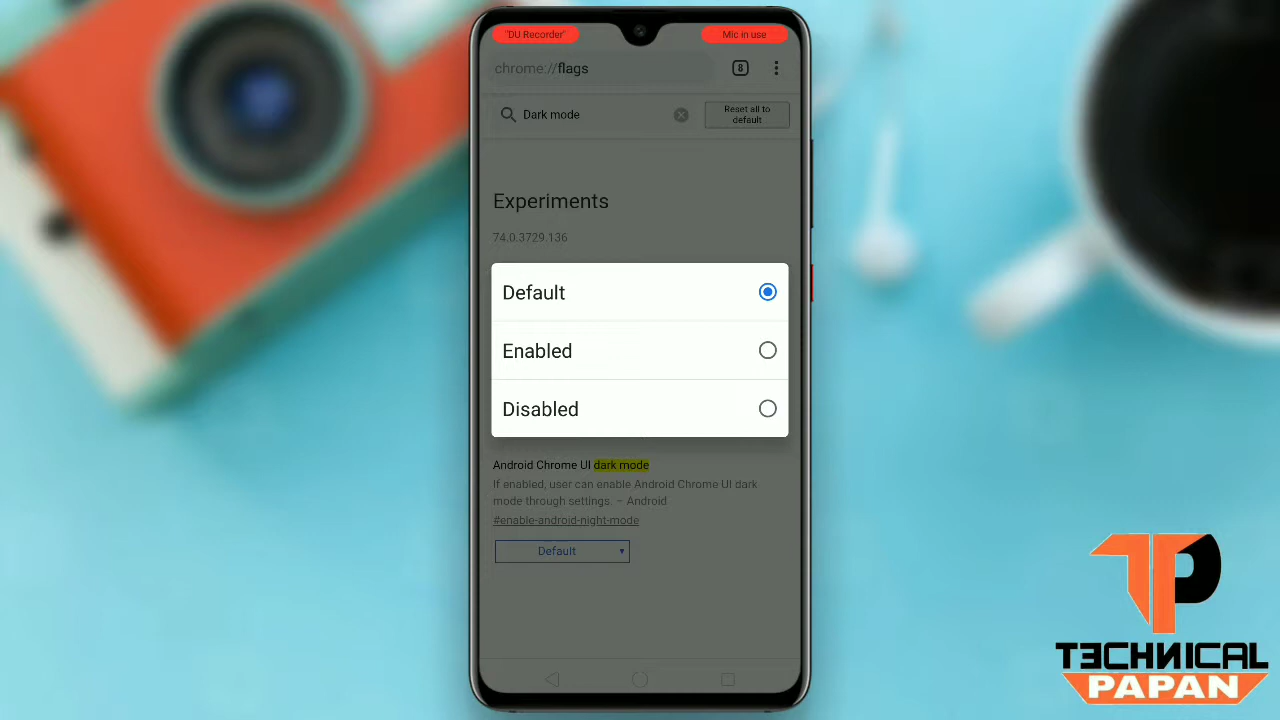 'DU Recorder'
Mic in use
chrome://flags
8
Dark mode
Reset all to
default
Experiments
74.0.3729.136
Default
Enabled
Disabled
Android Chrome UI dark mode
If enabled, user can enable Android Chrome UI dark
mode through settings. – Android
#enable-android-night-mode
Default
TP
TECHNICAL
PAPAN